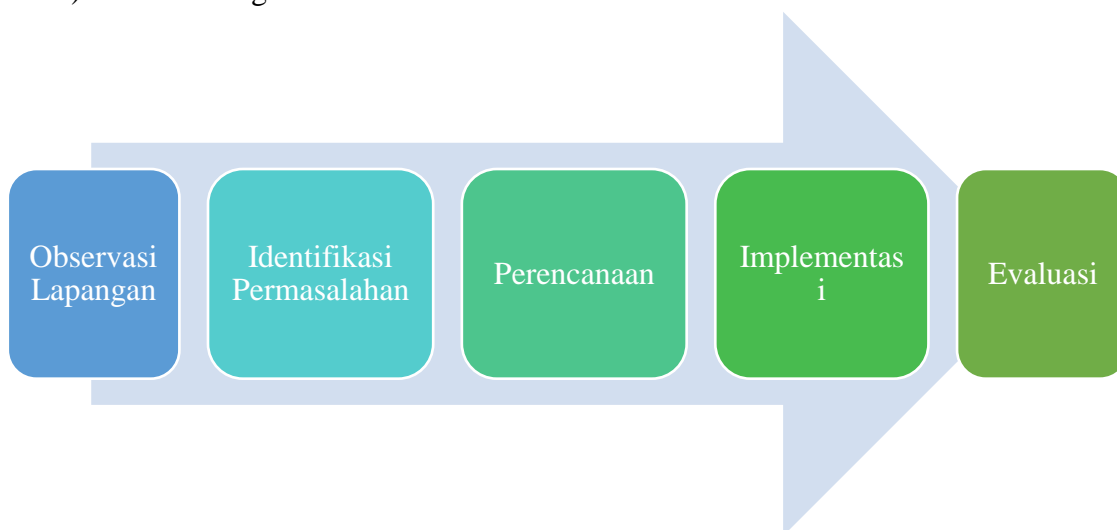 Observasi
Lapangan
Identifikasi
Permasalahan
Perencanaan
Implementas
i
Evaluasi